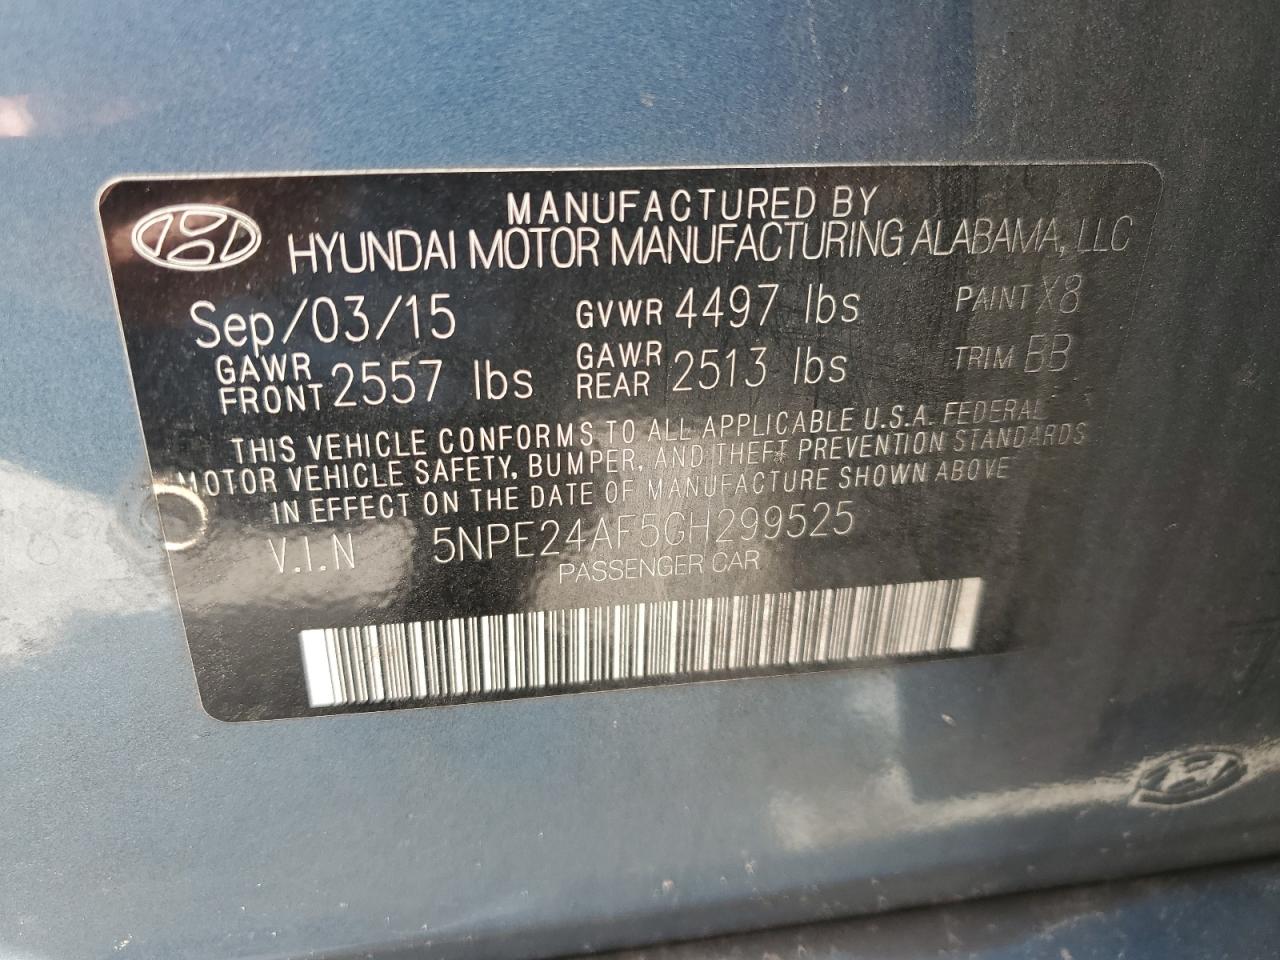 MANUFACTURED BY
HYUNDAI MOTOR MANUFACTURING ALABAMA, LLC
Sep/03/15 GVWR 4497 lbs PAINT X8
GAWR FRONT 2557 lbs GAWR REAR 2513 lbs TRIM BB
THIS VEHICLE CONFORMS TO ALL APPLICABLE U.S.A. FEDERAL
MOTOR VEHICLE SAFETY, BUMPER, AND THEFT PREVENTION STANDARDS
IN EFFECT ON THE DATE OF MANUFACTURE SHOWN ABOVE
V.I.N 5NPE24AF5GH299525
PASSENGER CAR